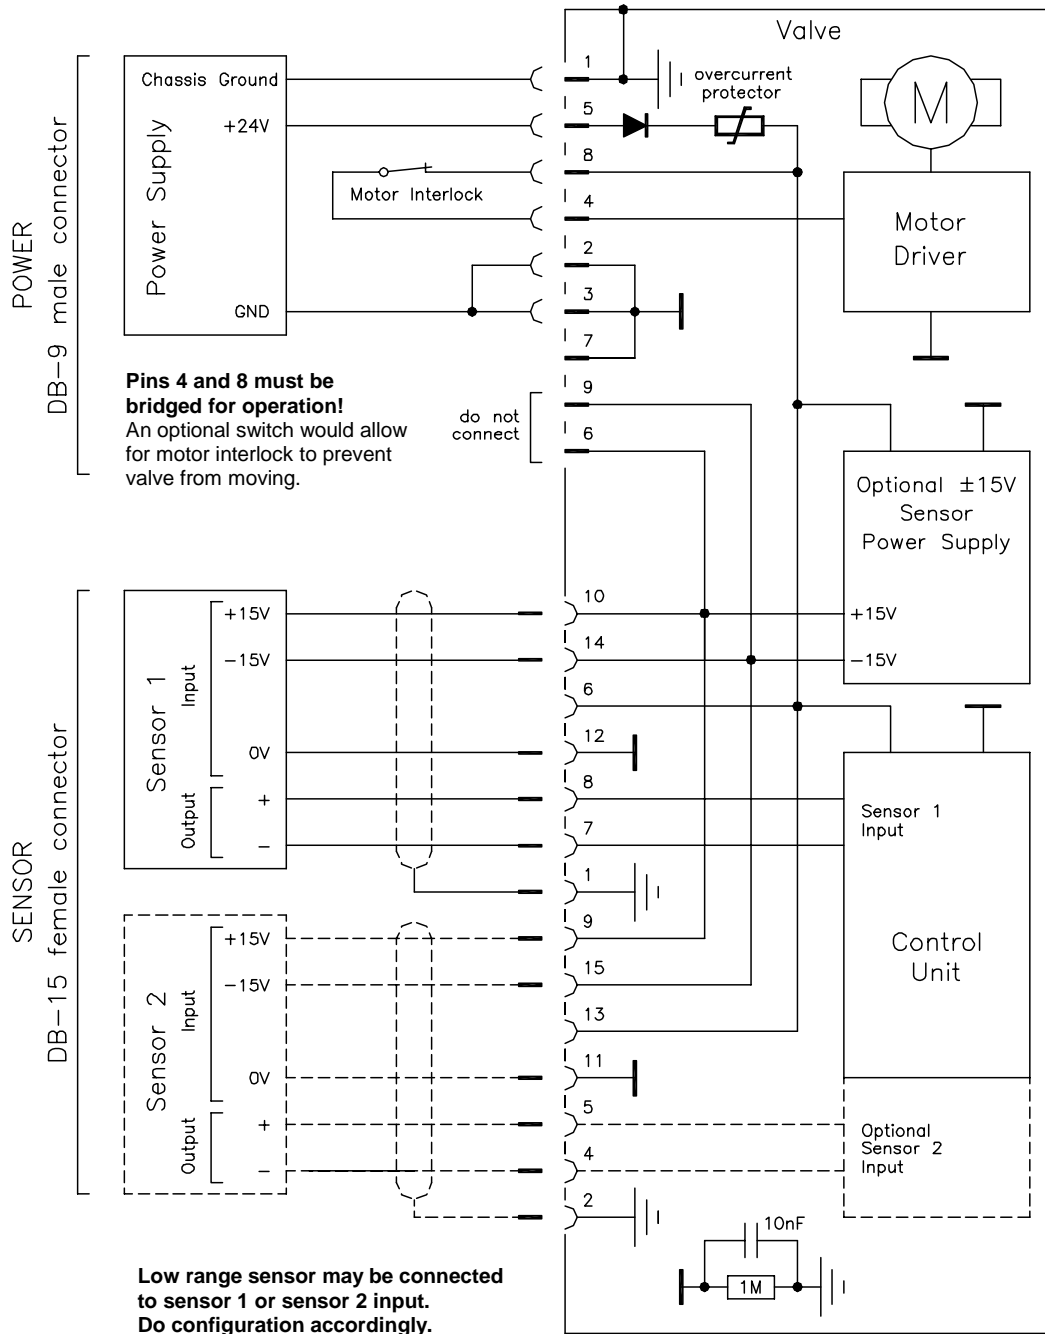 Valve
POWER
DB-9 male connector
Power Supply
Chassis Ground
+24V
GND
Motor Interlock
1
5
8
4
2
3
7
9
6
overcurrent
protector
M
Motor
Driver
Pins 4 and 8 must be
bridged for operation!
An optional switch would allow
for motor interlock to prevent
valve from moving.
do not
connect
Optional ±15V
Sensor
Power Supply
+15V
-15V
SENSOR
DB-15 female connector
Sensor 1
Input
+15V
-15V
0V
Output
+
-
10
14
6
12
8
7
1
Sensor 1
Input
Control
Unit
Sensor 2
Input
+15V
-15V
0V
Output
+
-
9
15
13
11
5
4
2
Optional
Sensor 2
Input
10nF
1M
Low range sensor may be connected
to sensor 1 or sensor 2 input.
Do configuration accordingly.